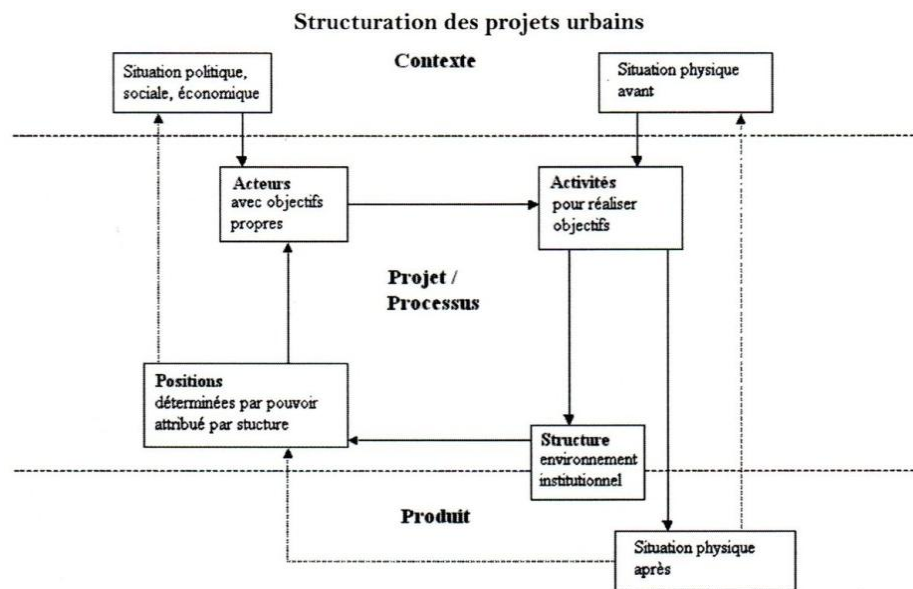 Structuration des projets urbains
Contexte
Situation politique,
sociale, économique
Situation physique
avant
Acteurs
avec objectifs
propres
Activités
pour réaliser
objectifs
Projet /
Processus
Positions
déterminées par pouvoir
attribué par stucture
Structure
environnement
institutionnel
Produit
Situation physique
après